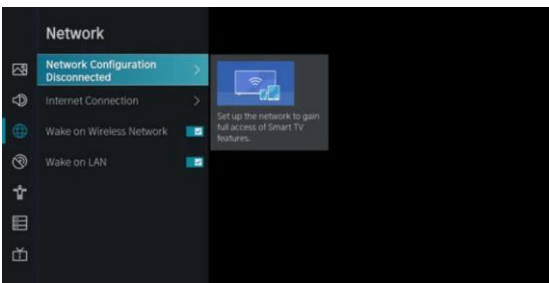 Network
Network Configuration
Disconnected
Internet Connection
Wake on Wireless Network
Wake on LAN
Set up the network to gain
full access of Smart TV
features.